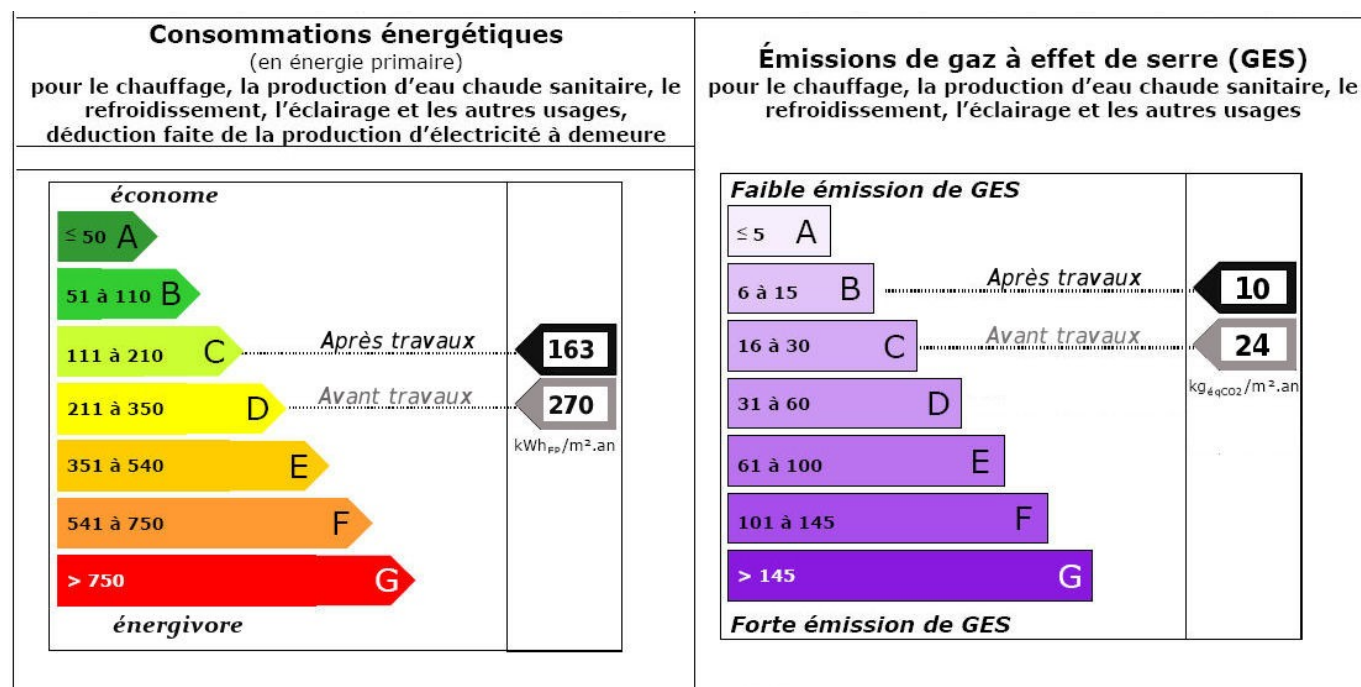 Consommations énergétiques
(en énergie primaire)
pour le chauffage, la production d'eau chaude sanitaire, le
refroidissement, l'éclairage et les autres usages,
déduction faite de la production d'électricité à demeure
économe
≤ 50 A
51 à 110 B
111 à 210 C
Après travaux
163
211 à 350 D
Avant travaux
270
kWhEP/m².an
351 à 540 E
541 à 750 F
> 750 G
énergivore
Émissions de gaz à effet de serre (GES)
pour le chauffage, la production d'eau chaude sanitaire, le
refroidissement, l'éclairage et les autres usages
Faible émission de GES
≤ 5 A
6 à 15 B
Après travaux
10
16 à 30 C
Avant travaux
24
kgéqCO2/m².an
31 à 60 D
61 à 100 E
101 à 145 F
> 145 G
Forte émission de GES